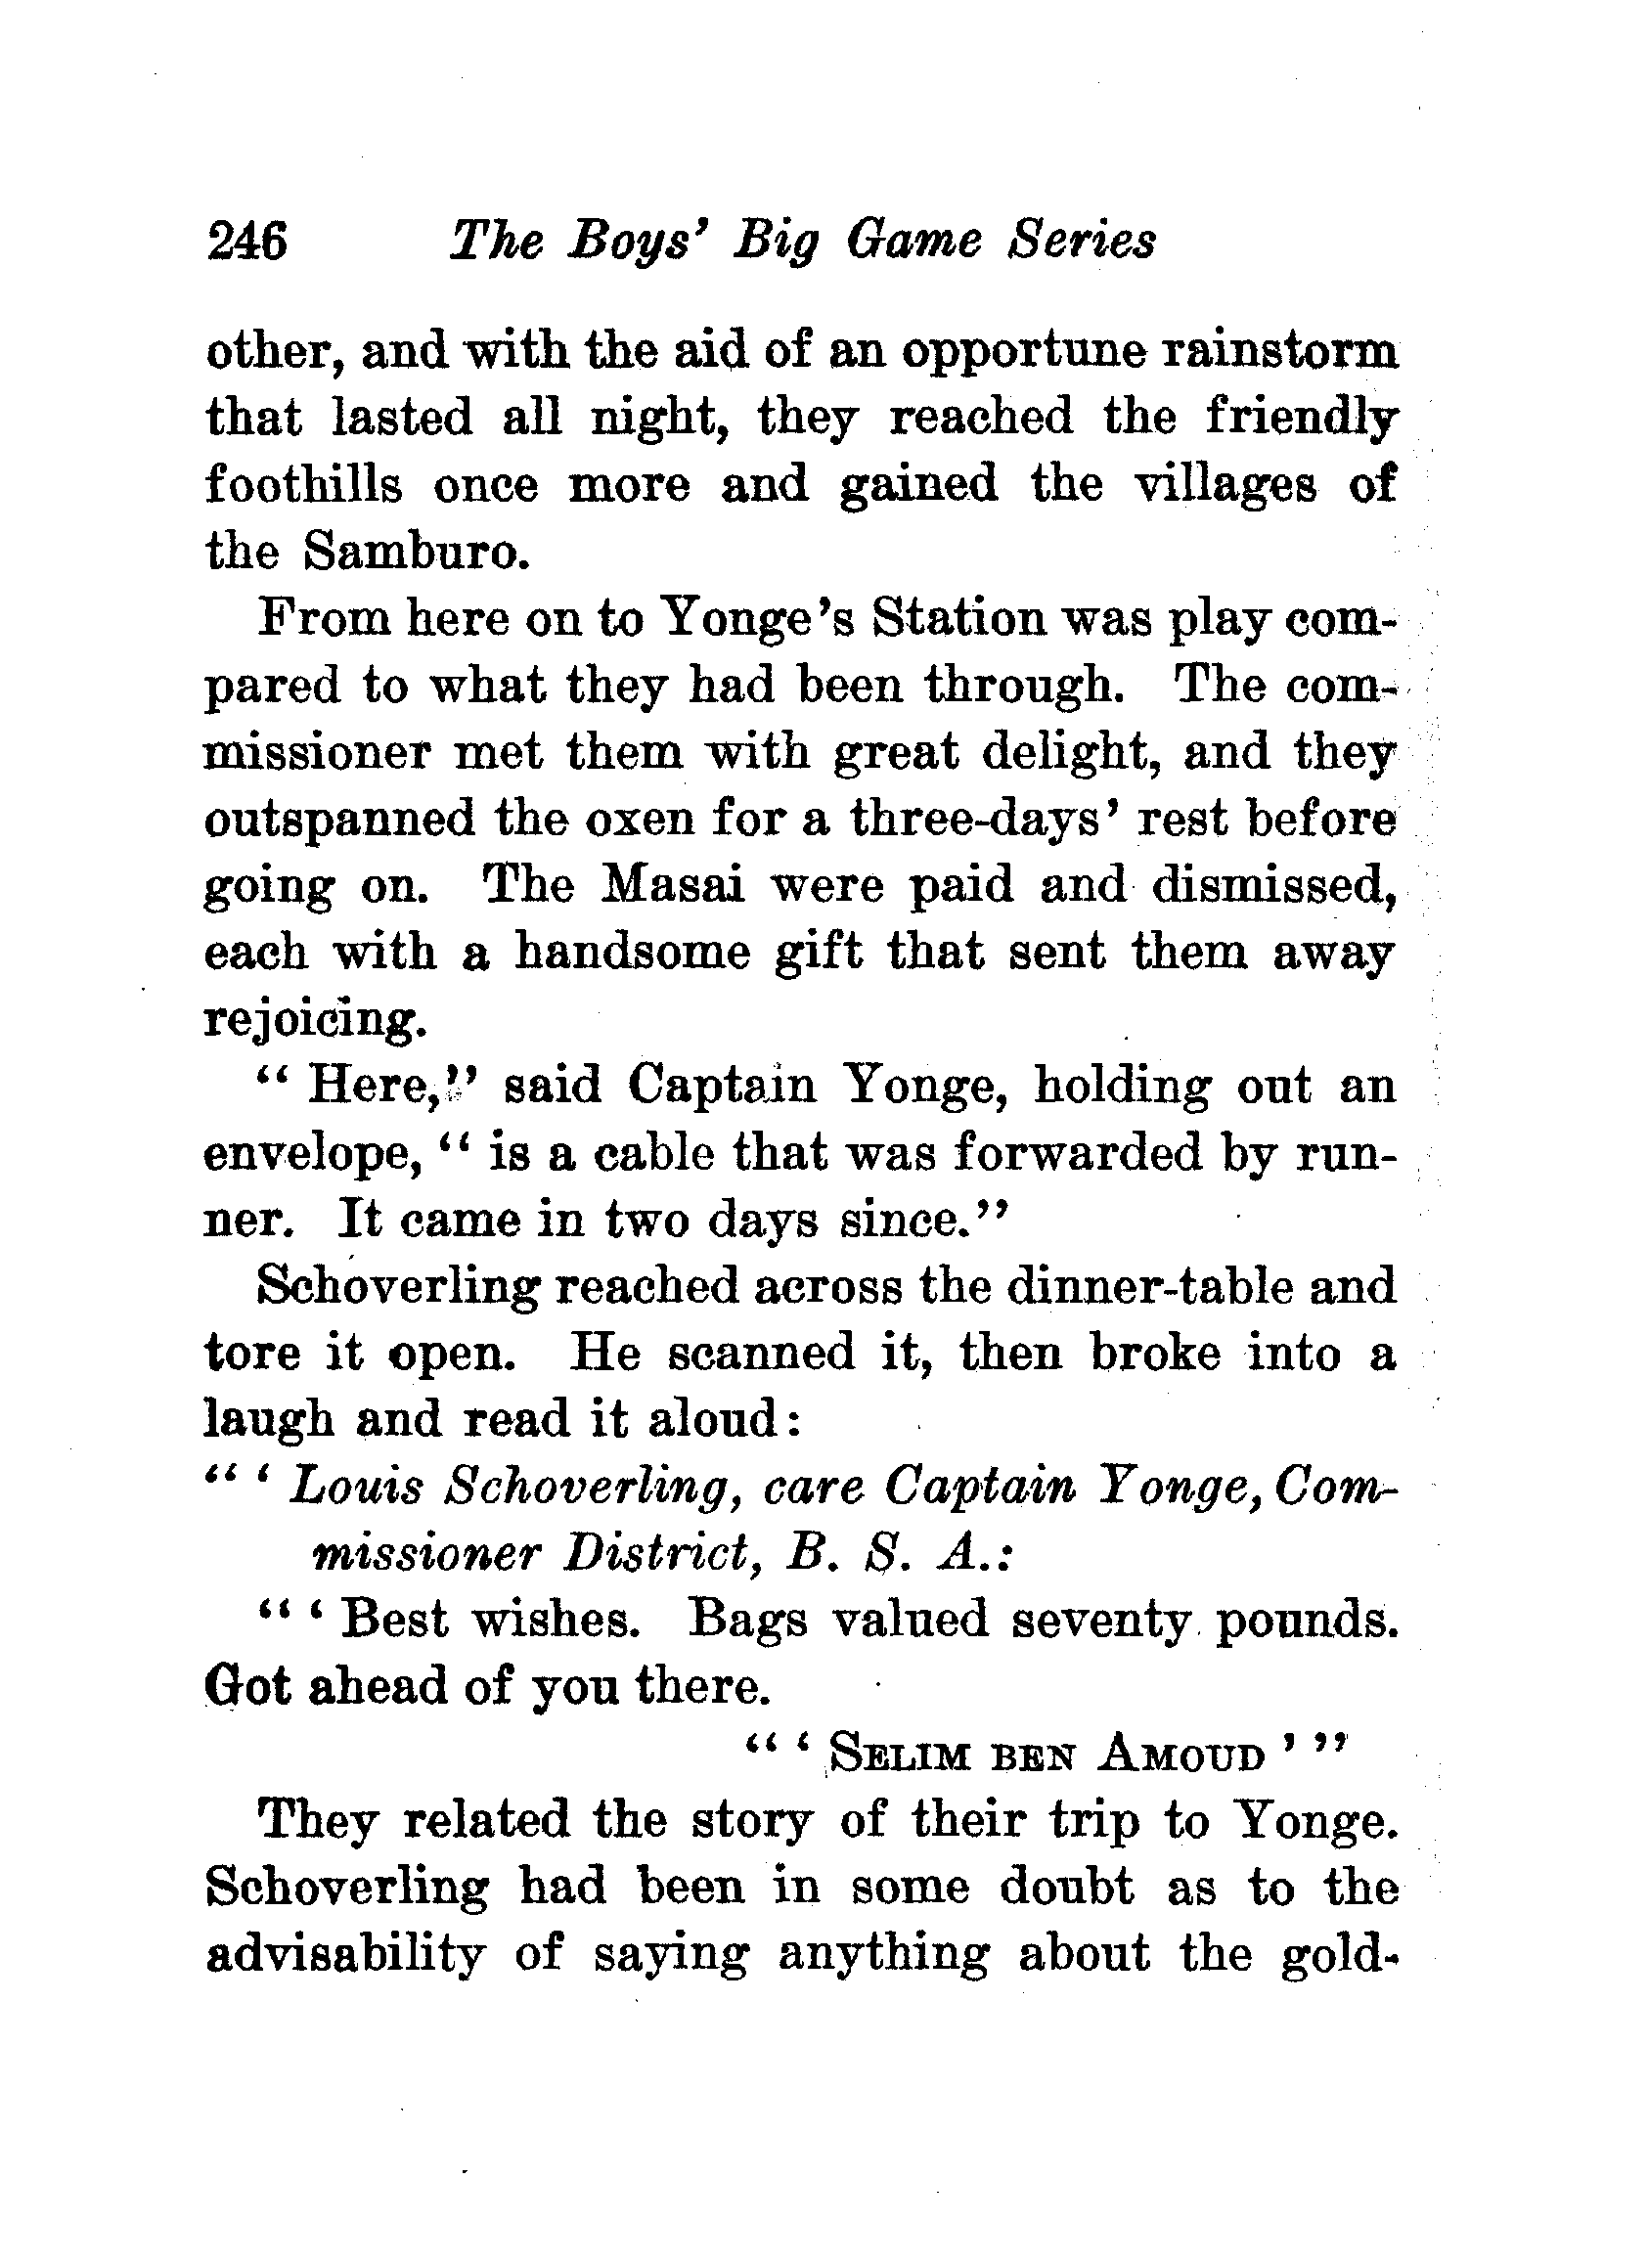 246 The Boys' Big Game Series
other, and with the aid of an opportune rainstorm
that lasted all night, they reached the friendly
foothills once more and gained the villages of
the Samburo.
From here on to Yonge's Station was play com-
pared to what they had been through. The com-
missioner met them with great delight, and they
outspanned the oxen for a three-days' rest before
going on. The Masai were paid and dismissed,
each with a handsome gift that sent them away
rejoicing.
"Here," said Captain Yonge, holding out an
envelope, "is a cable that was forwarded by run-
ner. It came in two days since."
Schoverling reached across the dinner-table and
tore it open. He scanned it, then broke into a
laugh and read it aloud:
"'Louis Schoverling, care Captain Yonge, Com-
missioner District, B. S. A.:
"'Best wishes. Bags valued seventy pounds.
Got ahead of you there.
"'SELIM BEN AMOUD'"
They related the story of their trip to Yonge.
Schoverling had been in some doubt as to the
advisability of saying anything about the gold-